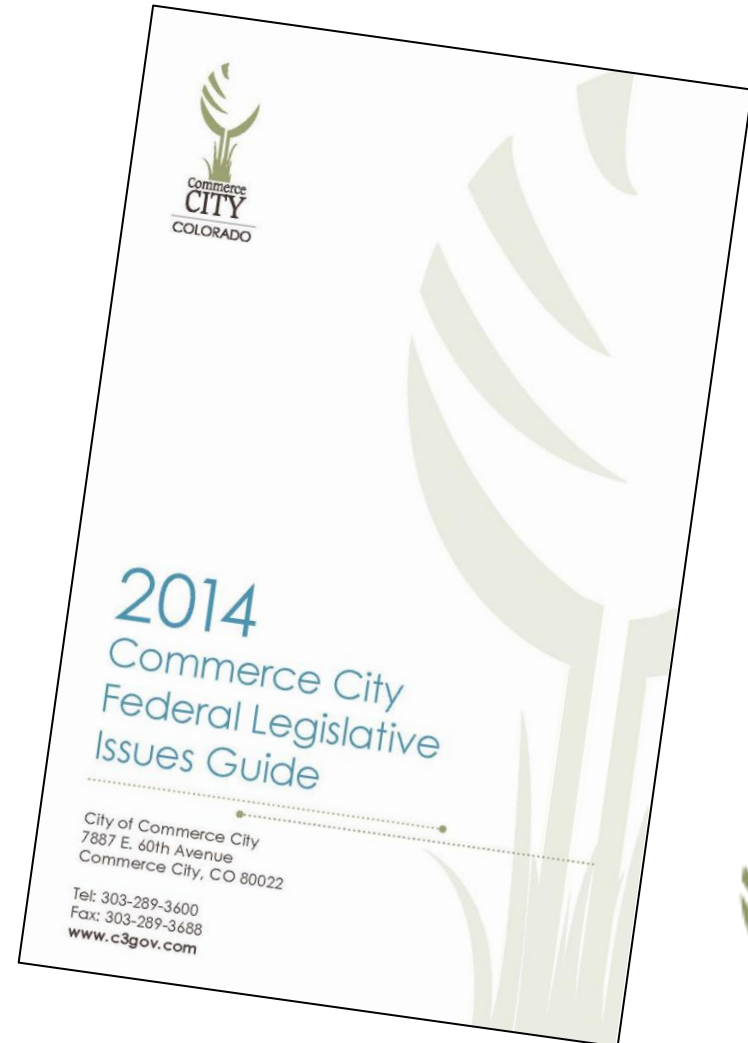 Commerce
CITY
COLORADO
2014
Commerce City
Federal Legislative
Issues Guide
City of Commerce City
7887 E. 60th Avenue
Commerce City, CO 80022
Tel: 303-289-3600
Fax: 303-289-3688
www.c3gov.com